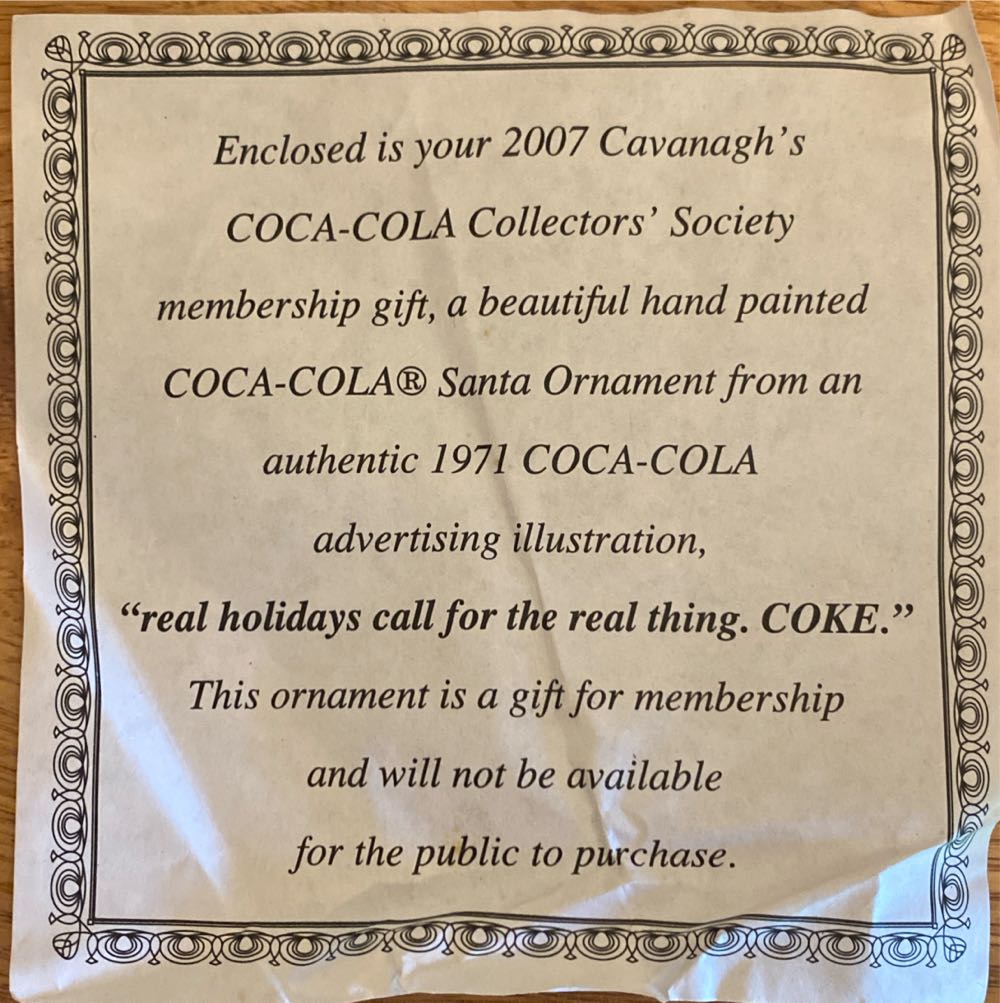 Enclosed is your 2007 Cavanagh's
COCA-COLA Collectors' Society
membership gift, a beautiful hand painted
COCA-COLA® Santa Ornament from an
authentic 1971 COCA-COLA
advertising illustration,
“real holidays call for the real thing. COKE.”
This ornament is a gift for membership
and will not be available
for the public to purchase.